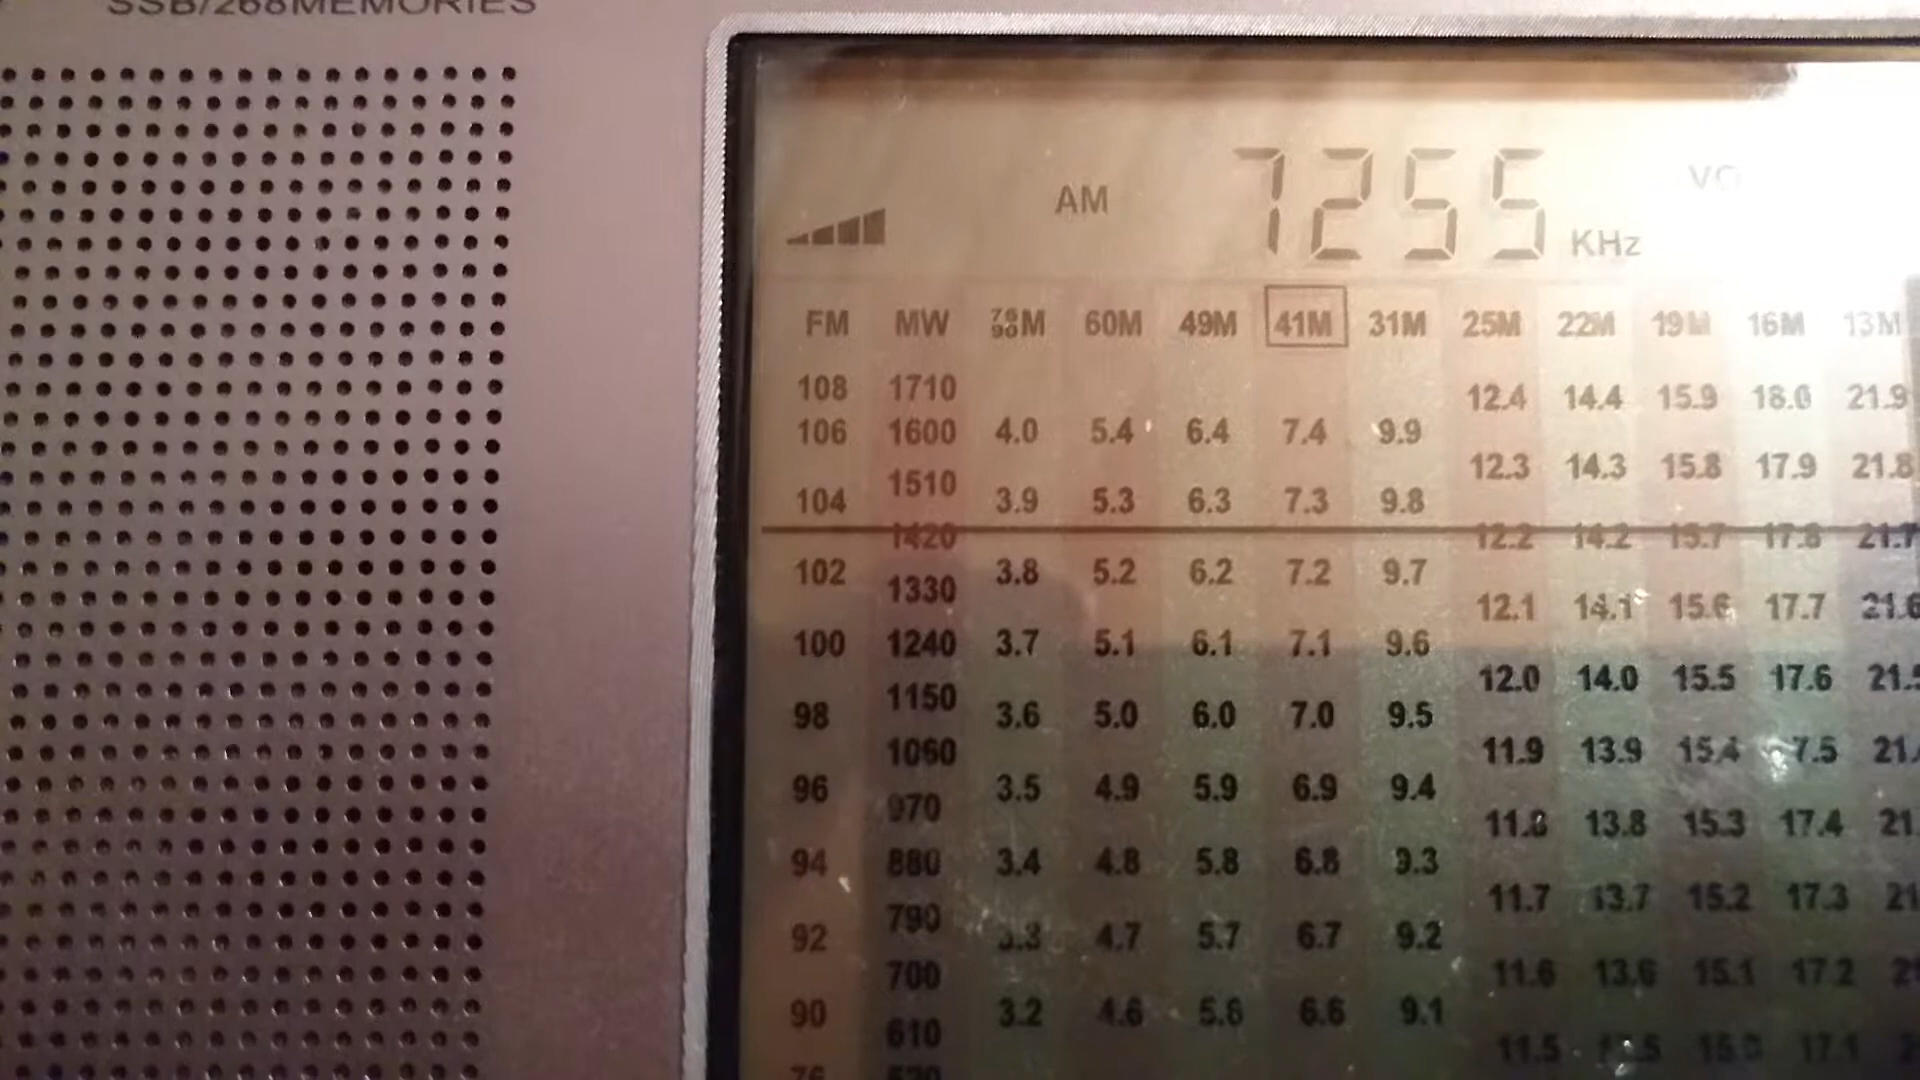 SSB/268MEMORIES
AM 7255 KHz
FM MW 76 90M 60M 49M 41M 31M 25M 22M 19M 16M 13M
108 1710 12.4 14.4 15.9 18.0 21.9
106 1600 4.0 5.4 6.4 7.4 9.9
12.3 14.3 15.8 17.9 21.8
104 1510 3.9 5.3 6.3 7.3 9.8
1420 12.2 14.2 15.7 17.8 21.7
102 1330 3.8 5.2 6.2 7.2 9.7
12.1 14.1 15.6 17.7 21.6
100 1240 3.7 5.1 6.1 7.1 9.6
12.0 14.0 15.5 17.6 21.5
98 1150 3.6 5.0 6.0 7.0 9.5
1060 11.9 13.9 15.4 7.5
96 970 3.5 4.9 5.9 6.9 9.4
11.8 13.8 15.3 17.4
94 880 3.4 4.8 5.8 6.8 9.3
11.7 13.7 15.2 17.3
92 790 3.3 4.7 5.7 6.7 9.2
700 11.6 13.6 15.1 17.2
90 610 3.2 4.6 5.6 6.6 9.1
11.5 15.0 17.1
76 520